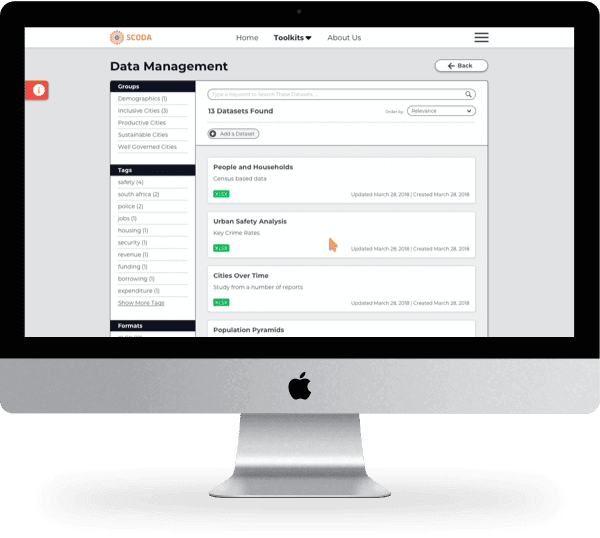 SCODA
Home Toolkits About Us
Data Management
Back
Groups
Demographics (1)
Inclusive Cities (3)
Productive Cities
Sustainable Cities
Well Governed Cities
Tags
safety (4)
south africa (2)
police (2)
jobs (1)
housing (1)
security (1)
revenue (1)
funding (1)
borrowing (1)
expenditure (1)
Show More Tags
Formats
Type a Keyword to Search These Datasets. . .
13 Datasets Found
Order by: Relevance
Add a Dataset
People and Households
Census based data
XLSX
Updated March 28, 2018 | Created March 28, 2018
Urban Safety Analysis
Key Crime Rates
XLSX
Updated March 28, 2018 | Created March 28, 2018
Cities Over Time
Study from a number of reports
XLSX
Updated March 28, 2018 | Created March 28, 2018
Population Pyramids